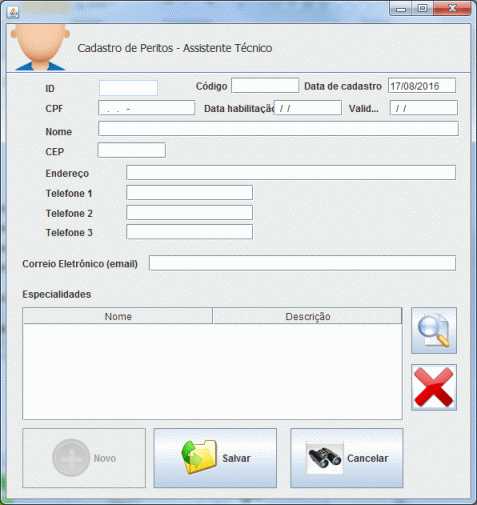 Cadastro de Peritos - Assistente Técnico
ID Código Data de cadastro 17/08/2016
CPF . . - Data habilitação / / Valid... / /
Nome
CEP
Endereço
Telefone 1
Telefone 2
Telefone 3
Correio Eletrônico (email)
Especialidades
Nome Descrição
Novo Salvar Cancelar